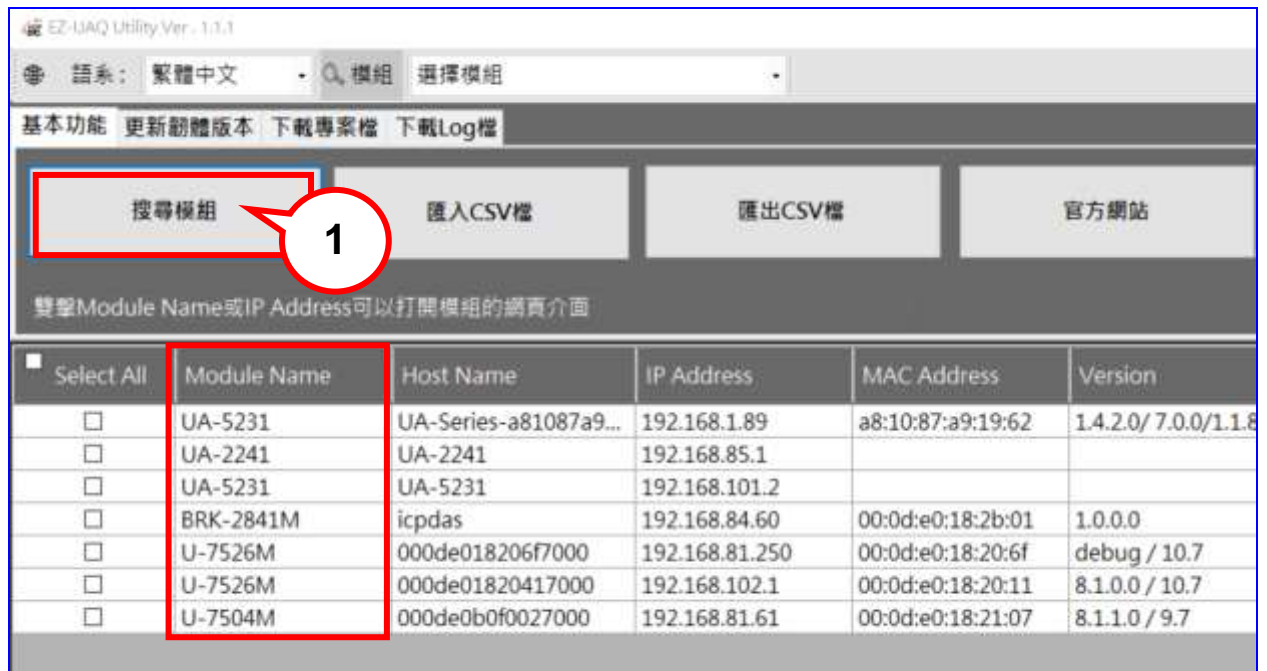 EZ-UAQ Utility Ver. 1.1.1
語系: 繁體中文 模組 選擇模組
基本功能 更新韌體版本 下載專案檔 下載Log檔
搜尋模組 匯入CSV檔 匯出CSV檔 官方網站
1
雙擊Module Name或IP Address可以打開模組的網頁介面
Select All Module Name Host Name IP Address MAC Address Version
UA-5231 UA-Series-a81087a9... 192.168.1.89 a8:10:87:a9:19:62 1.4.2.0/ 7.0.0/1.1.8
UA-2241 UA-2241 192.168.85.1
UA-5231 UA-5231 192.168.101.2
BRK-2841M icpdas 192.168.84.60 00:0d:e0:18:2b:01 1.0.0.0
U-7526M 000de018206f7000 192.168.81.250 00:0d:e0:18:20:6f debug / 10.7
U-7526M 000de01820417000 192.168.102.1 00:0d:e0:18:20:11 8.1.0.0 / 10.7
U-7504M 000de0b0f0027000 192.168.81.61 00:0d:e0:18:21:07 8.1.1.0 / 9.7